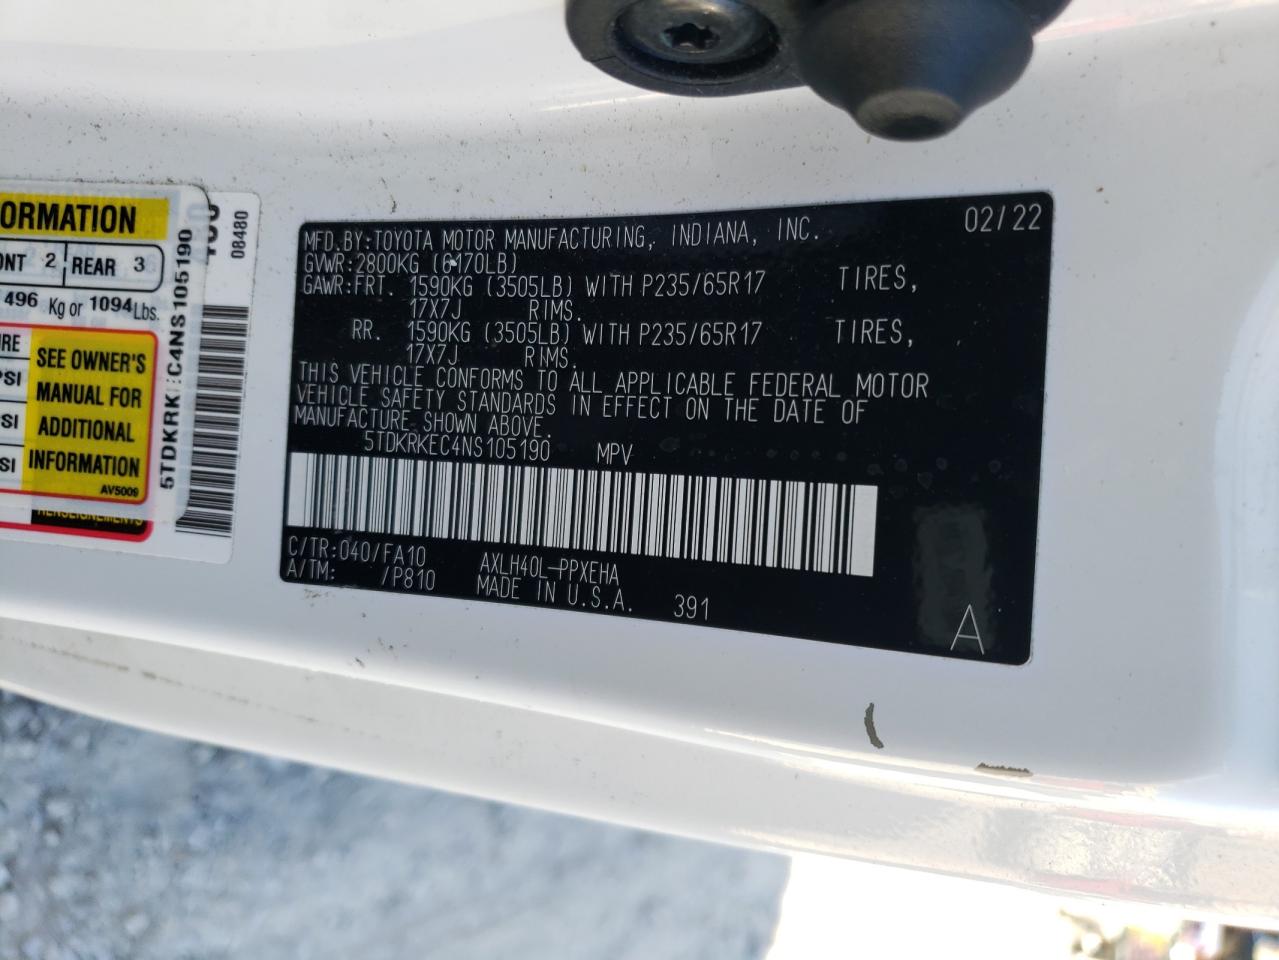 MFD.BY:TOYOTA MOTOR MANUFACTURING, INDIANA, INC. 02/22
GVWR:2800KG (6170LB)
GAWR:FRT. 1590KG (3505LB) WITH P235/65R17 TIRES,
17X7J RIMS.
RR. 1590KG (3505LB) WITH P235/65R17 TIRES,
17X7J RIMS.
THIS VEHICLE CONFORMS TO ALL APPLICABLE FEDERAL MOTOR
VEHICLE SAFETY STANDARDS IN EFFECT ON THE DATE OF
MANUFACTURE SHOWN ABOVE.
5TDKRKEC4NS105190 MPV
C/TR:040/FA10 AXLH40L-PPXEHA
A/TM: /P810 MADE IN U.S.A. 391
A
ORMATION
ONT 2 REAR 3
496 Kg or 1094 Lbs.
SEE OWNER'S
MANUAL FOR
ADDITIONAL
INFORMATION
AV5009
RENSEIGNEMENTS
PSI
SI
SI
08480